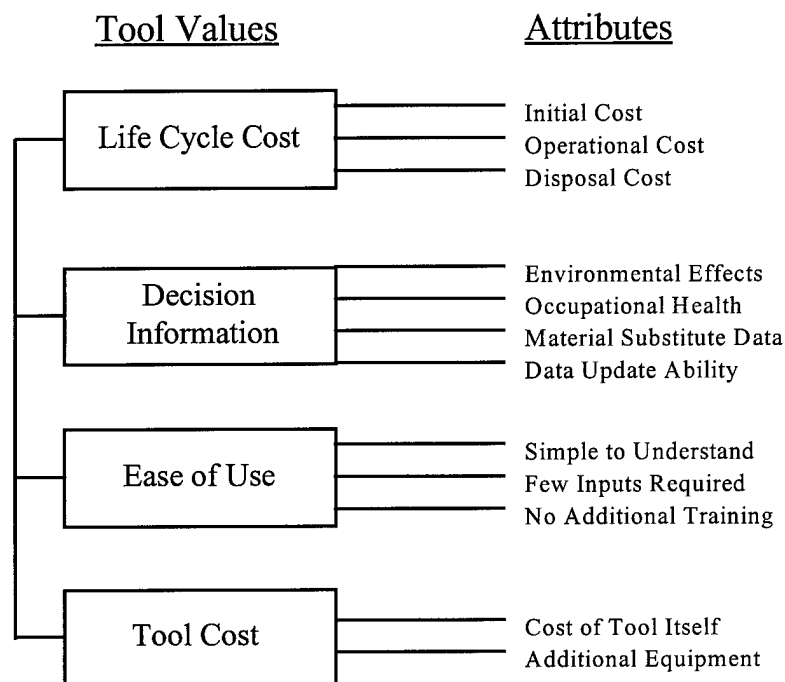 Tool Values
Attributes
Life Cycle Cost
Initial Cost
Operational Cost
Disposal Cost
Decision
Information
Environmental Effects
Occupational Health
Material Substitute Data
Data Update Ability
Ease of Use
Simple to Understand
Few Inputs Required
No Additional Training
Tool Cost
Cost of Tool Itself
Additional Equipment